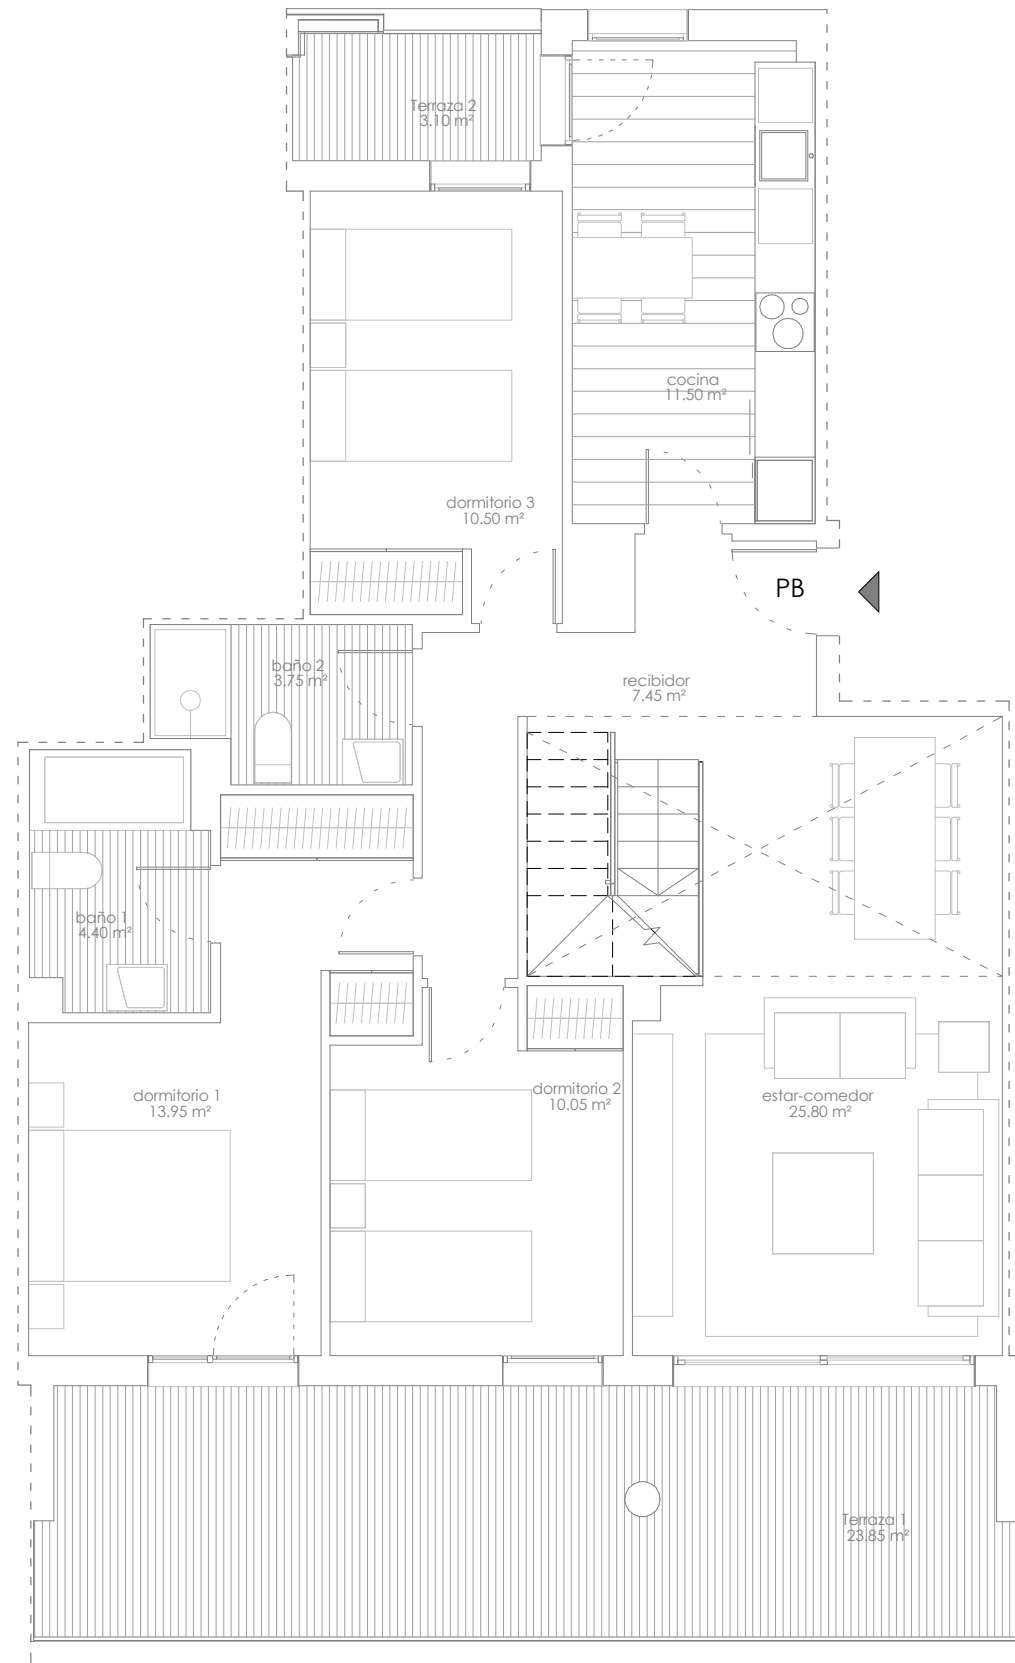 Terraza 2
3.10 m²
cocina
11.50 m²
dormitorio 3
10.50 m²
PB
baño 2
3.75 m²
recibidor
7.45 m²
baño 1
4.40 m²
dormitorio 1
13.95 m²
dormitorio 2
10.05 m²
estar-comedor
25.80 m²
Terraza 1
23.85 m²